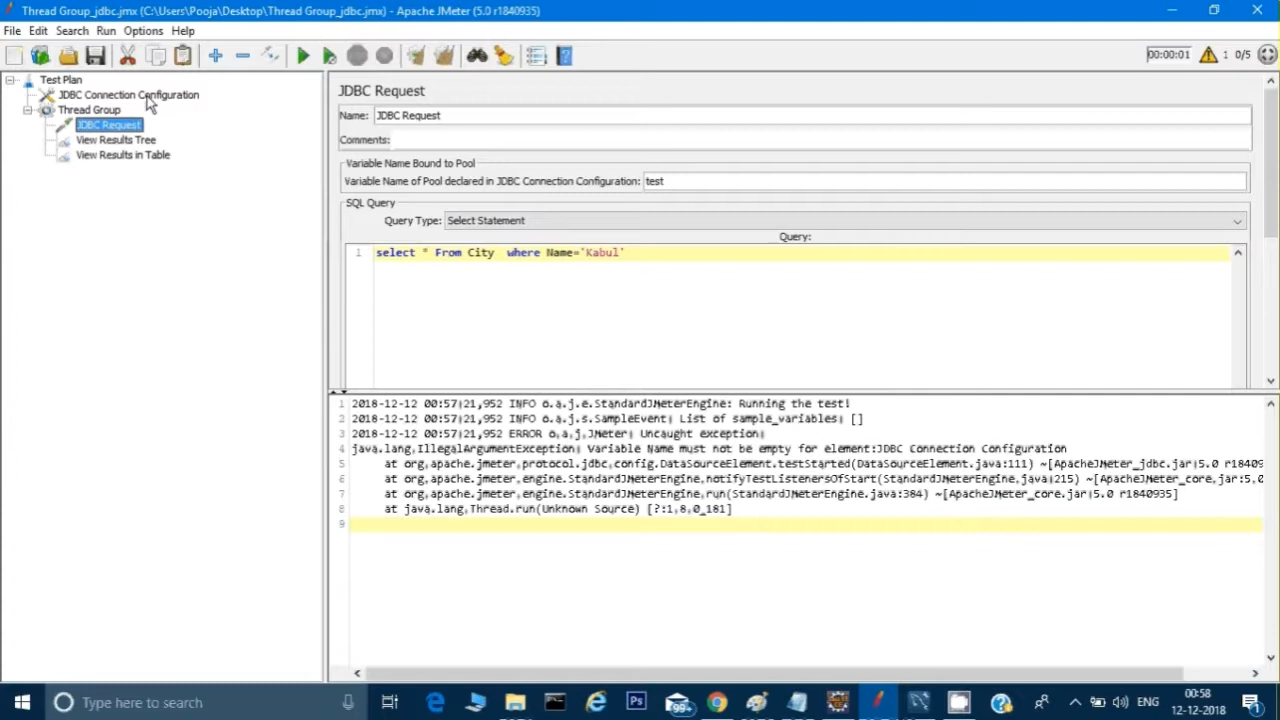 Thread Group_jdbc.jmx (C:\Users\Pooja\Desktop\Thread Group_jdbc.jmx) - Apache JMeter (5.0 r1840935)
File Edit Search Run Options Help
00:00:01 1 0/5
Test Plan
JDBC Connection Configuration
Thread Group
JDBC Request
View Results Tree
View Results in Table
JDBC Request
Name: JDBC Request
Comments:
Variable Name Bound to Pool
Variable Name of Pool declared in JDBC Connection Configuration: test
SQL Query
Query Type: Select Statement
Query:
1 select * From City where Name='Kabul'
1 2018-12-12 00:57:21,952 INFO o.a.j.e.StandardJMeterEngine: Running the test!
2 2018-12-12 00:57:21,952 INFO o.a.j.s.SampleEvent: List of sample_variables: []
3 2018-12-12 00:57:21,952 ERROR o.a.j.JMeter: Uncaught exception:
4 java.lang.IllegalArgumentException: Variable Name must not be empty for element:JDBC Connection Configuration
5 at org.apache.jmeter.protocol.jdbc.config.DataSourceElement.testStarted(DataSourceElement.java:111) ~[ApacheJMeter_jdbc.jar:5.0 r18409
6 at org.apache.jmeter.engine.StandardJMeterEngine.notifyTestListenersOfStart(StandardJMeterEngine.java:215) ~[ApacheJMeter_core.jar:5.0
7 at org.apache.jmeter.engine.StandardJMeterEngine.run(StandardJMeterEngine.java:384) ~[ApacheJMeter_core.jar:5.0 r1840935]
8 at java.lang.Thread.run(Unknown Source) [?:1.8.0_181]
9
Type here to search
99+
ENG
00:58
12-12-2018
1